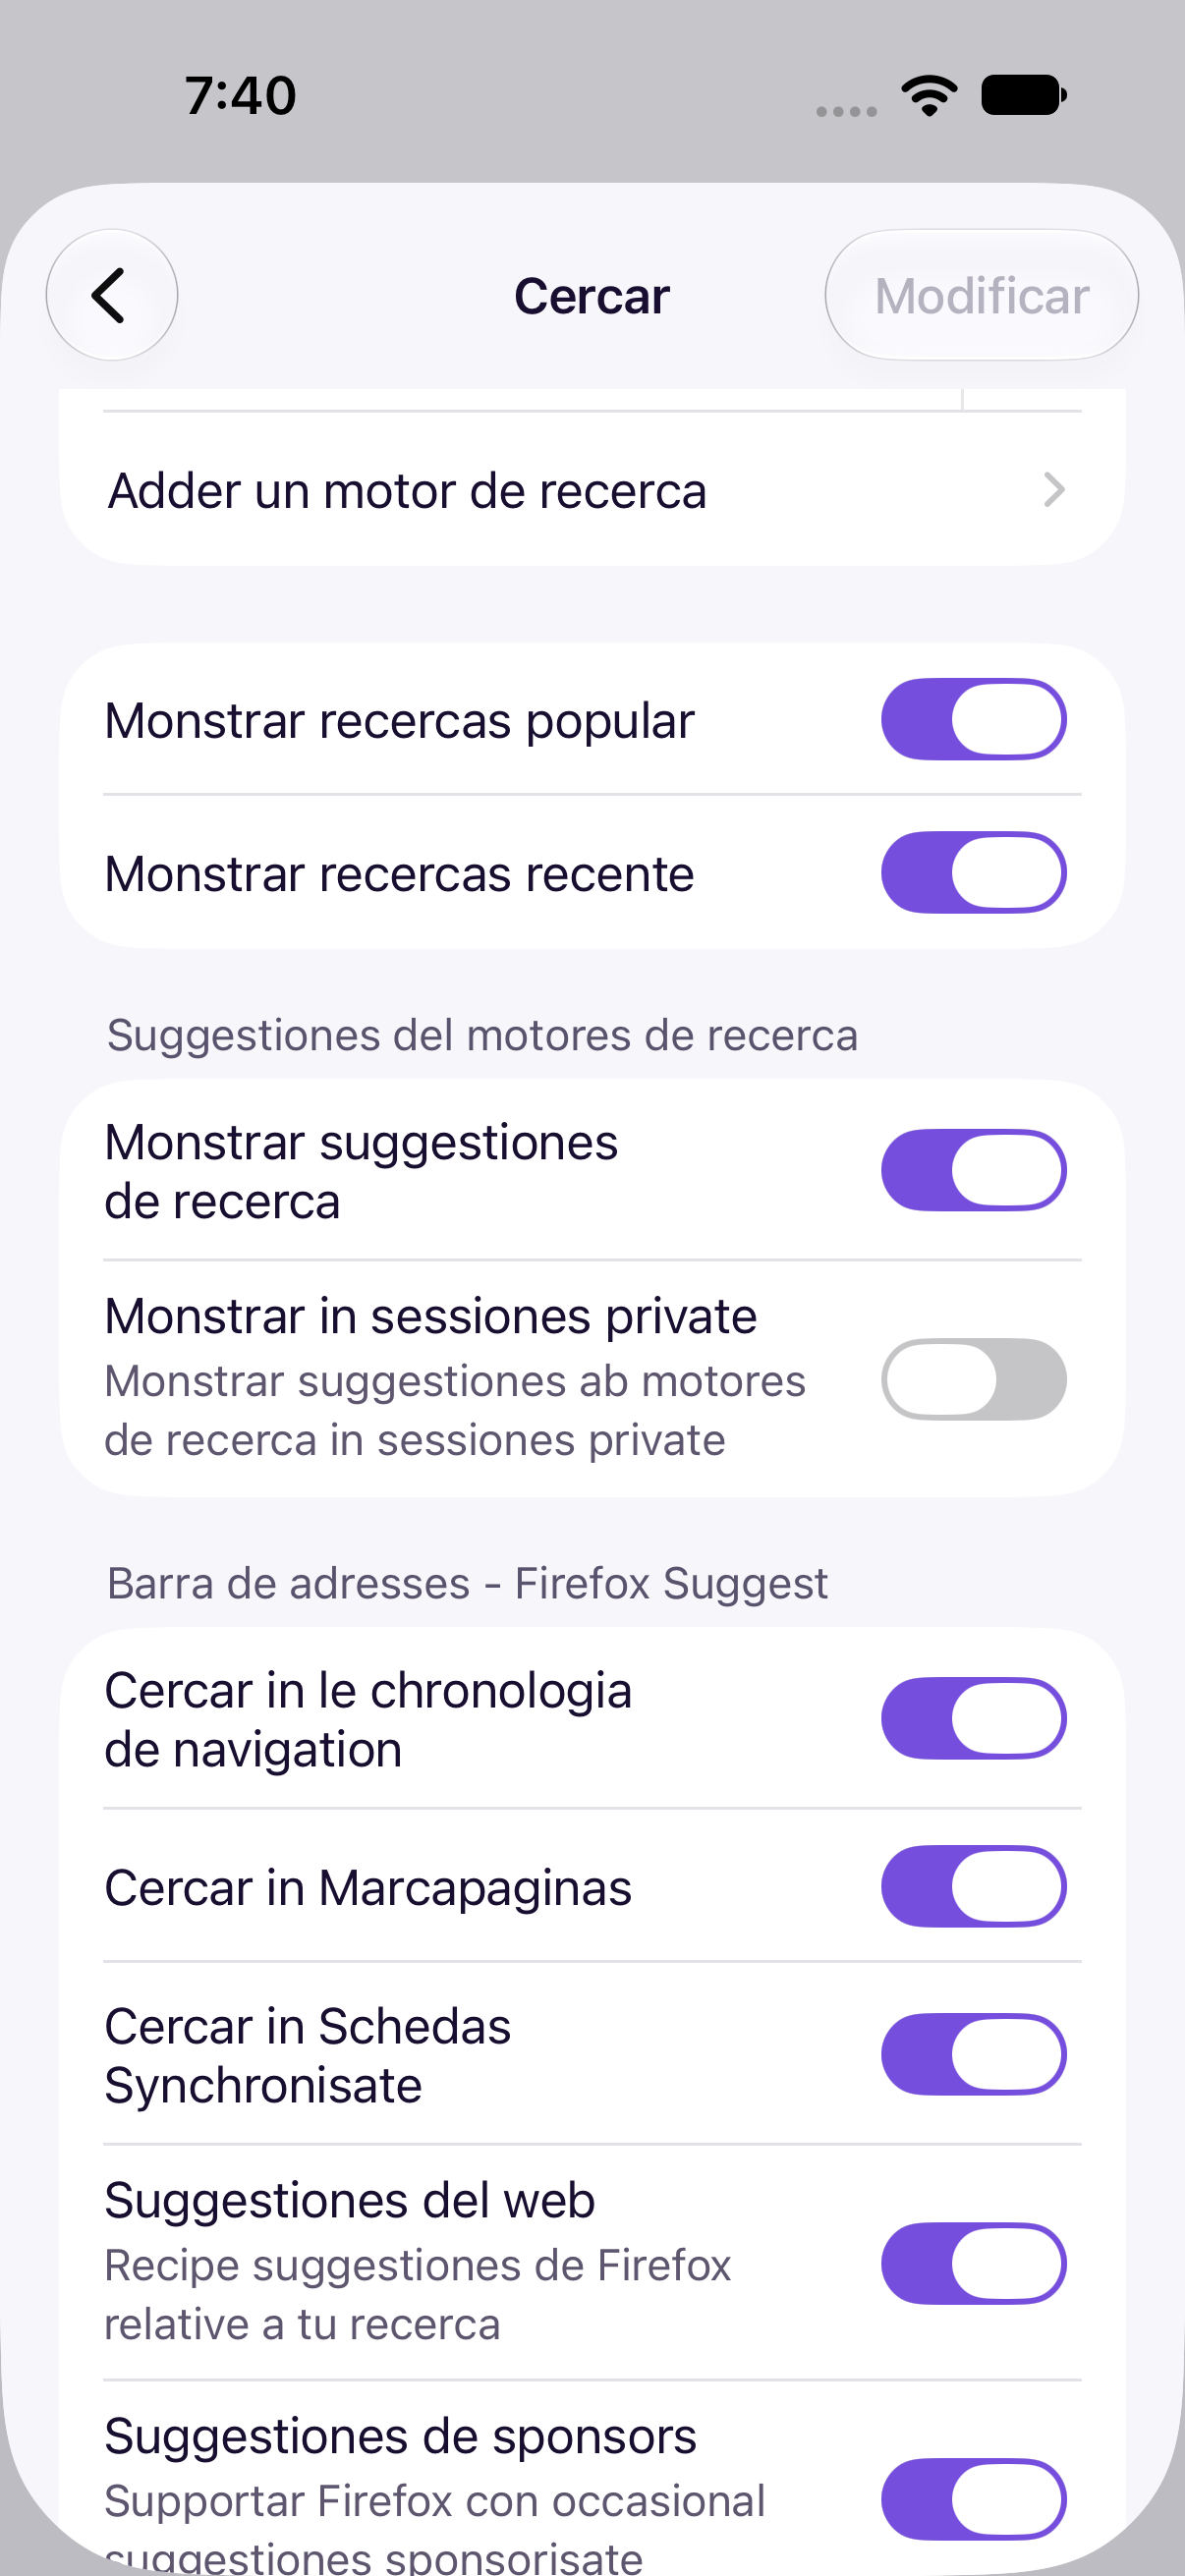 7:40
Cercar
Modificar
Adder un motor de recerca
Monstrar recercas popular
Monstrar recercas recente
Suggestiones del motores de recerca
Monstrar suggestiones
de recerca
Monstrar in sessiones private
Monstrar suggestiones ab motores
de recerca in sessiones private
Barra de adresses - Firefox Suggest
Cercar in le chronologia
de navigation
Cercar in Marcapaginas
Cercar in Schedas
Synchronisate
Suggestiones del web
Recipe suggestiones de Firefox
relative a tu recerca
Suggestiones de sponsors
Supportar Firefox con occasional
suggestiones sponsorisate